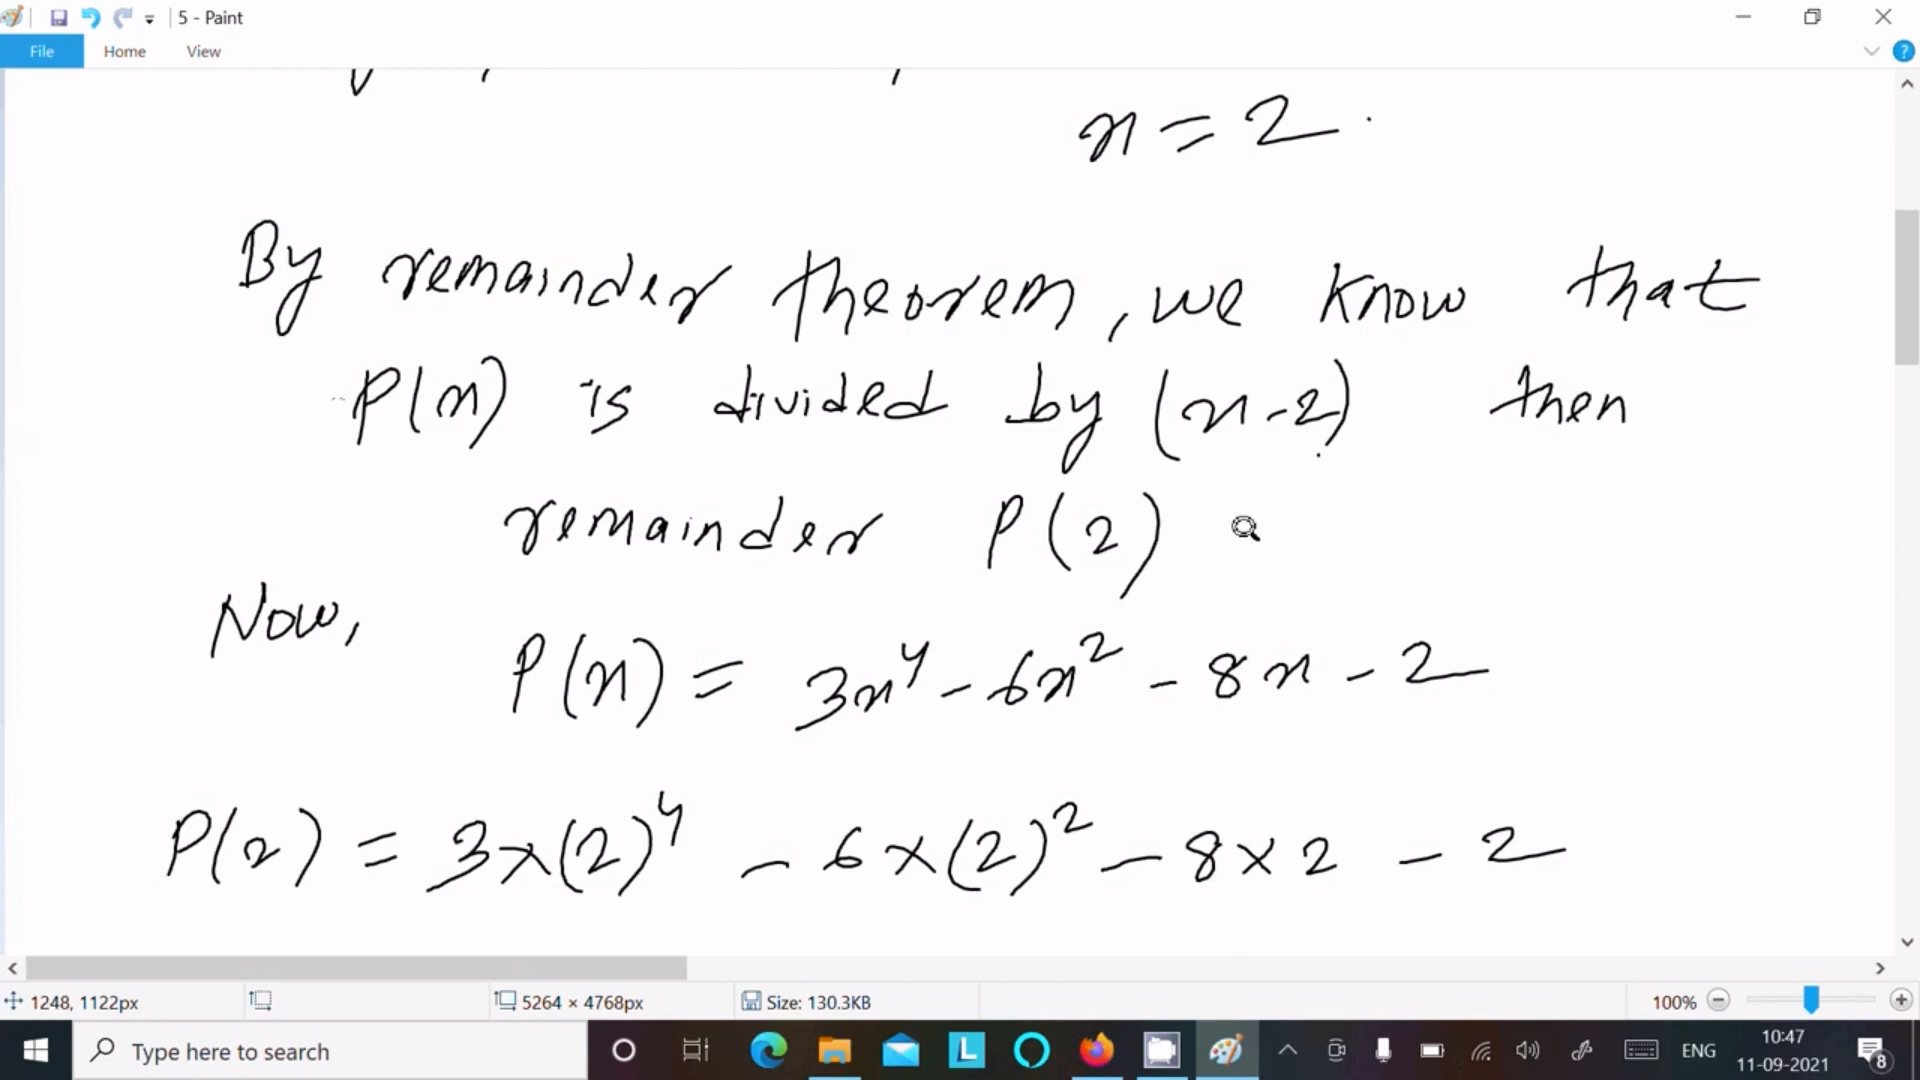 5 - Paint
File Home View
x = 2 .
By remainder theorem, we know that
P(x) is divided by (x-2) then
remainder P(2)
Now,
P(x) = 3x⁴ - 6x² - 8x - 2
P(2) = 3×(2)⁴ - 6×(2)² - 8×2 - 2
1248, 1122px 5264 × 4768px Size: 130.3KB 100%
Type here to search L ENG 10:47
11-09-2021 8